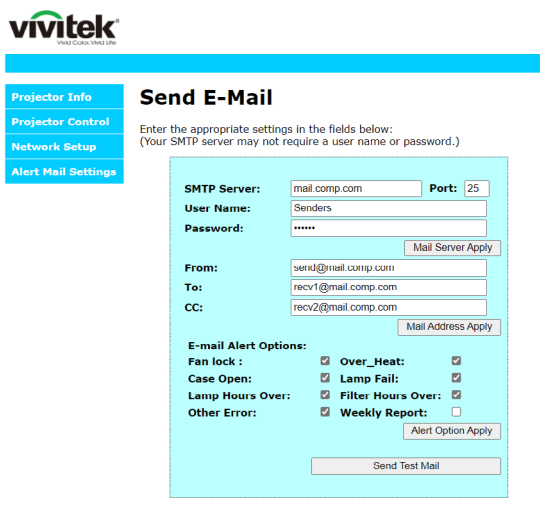 vivitek
Vivid Color, Vivid Life
Projector Info
Projector Control
Network Setup
Alert Mail Settings
Send E-Mail
Enter the appropriate settings in the fields below:
(Your SMTP server may not require a user name or password.)
SMTP Server: mail.comp.com Port: 25
User Name: Senders
Password: ••••••
Mail Server Apply
From: send@mail.comp.com
To: recv1@mail.comp.com
CC: recv2@mail.comp.com
Mail Address Apply
E-mail Alert Options:
Fan lock : Over_Heat:
Case Open: Lamp Fail:
Lamp Hours Over: Filter Hours Over:
Other Error: Weekly Report:
Alert Option Apply
Send Test Mail